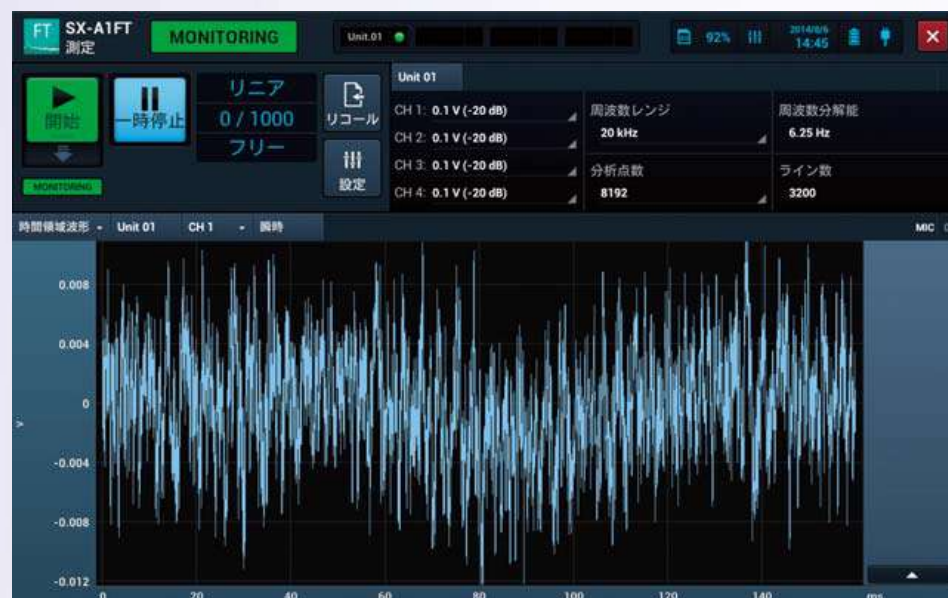 FT SX-A1FT
測定
MONITORING
Unit.01
92%
2014/8/6
14:45
開始
一時停止
MONITORING
リニア
0 / 1000
フリー
リコール
設定
Unit 01
CH 1: 0.1 V (-20 dB)
CH 2: 0.1 V (-20 dB)
CH 3: 0.1 V (-20 dB)
CH 4: 0.1 V (-20 dB)
周波数レンジ
20 kHz
分析点数
8192
周波数分解能
6.25 Hz
ライン数
3200
時間領域波形 Unit 01 CH 1 瞬時
MIC
0.008
0.004
0
-0.004
-0.008
-0.012
V
0 20 40 60 80 100 120 140 ms